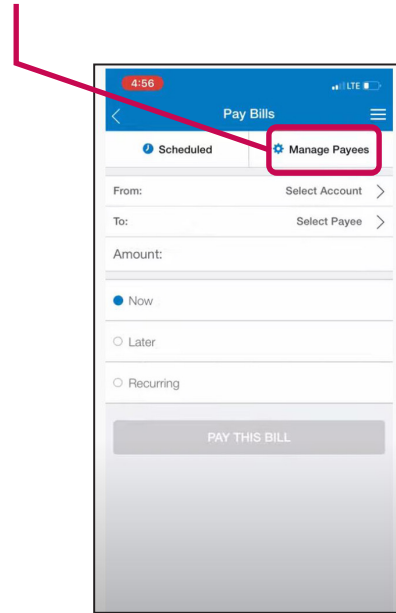 4:56
LTE
Pay Bills
Scheduled
Manage Payees
From:
Select Account
To:
Select Payee
Amount:
Now
Later
Recurring
PAY THIS BILL